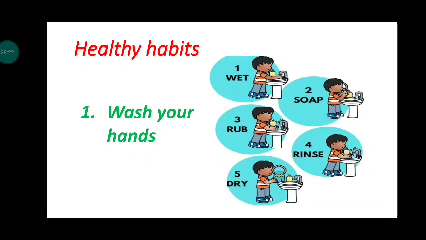 Healthy habits
1. Wash your
hands
1
WET
2
SOAP
3
RUB
4
RINSE
5
DRY